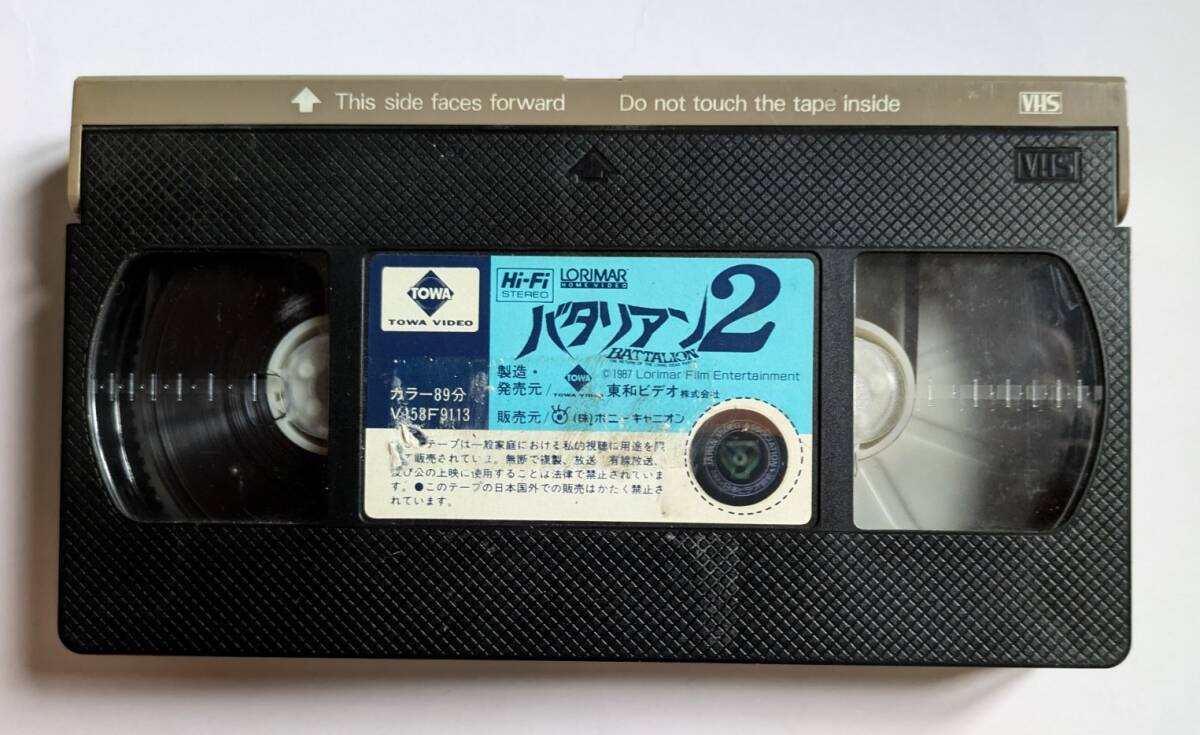 This side faces forward Do not touch the tape inside VHS
VHS
TOWA
TOWA VIDEO
Hi-Fi
STEREO
LORIMAR
HOME VIDEO
バタリアン2
BATTALION
©1987 Lorimar Film Entertainment
カラー89分
V158F9113
製造・
発売元/ TOWA TOWA VIDEO 東和ビデオ株式会社
販売元/ (株)ポニーキャニオン
テープは一般家庭における私的視聴に用途を限
販売されていま 無断で複製、放送 有線放送、
及び公の上映に使用することは法律で禁止されていま
す。●このテープの日本国外での販売はかたく禁止さ
れています。